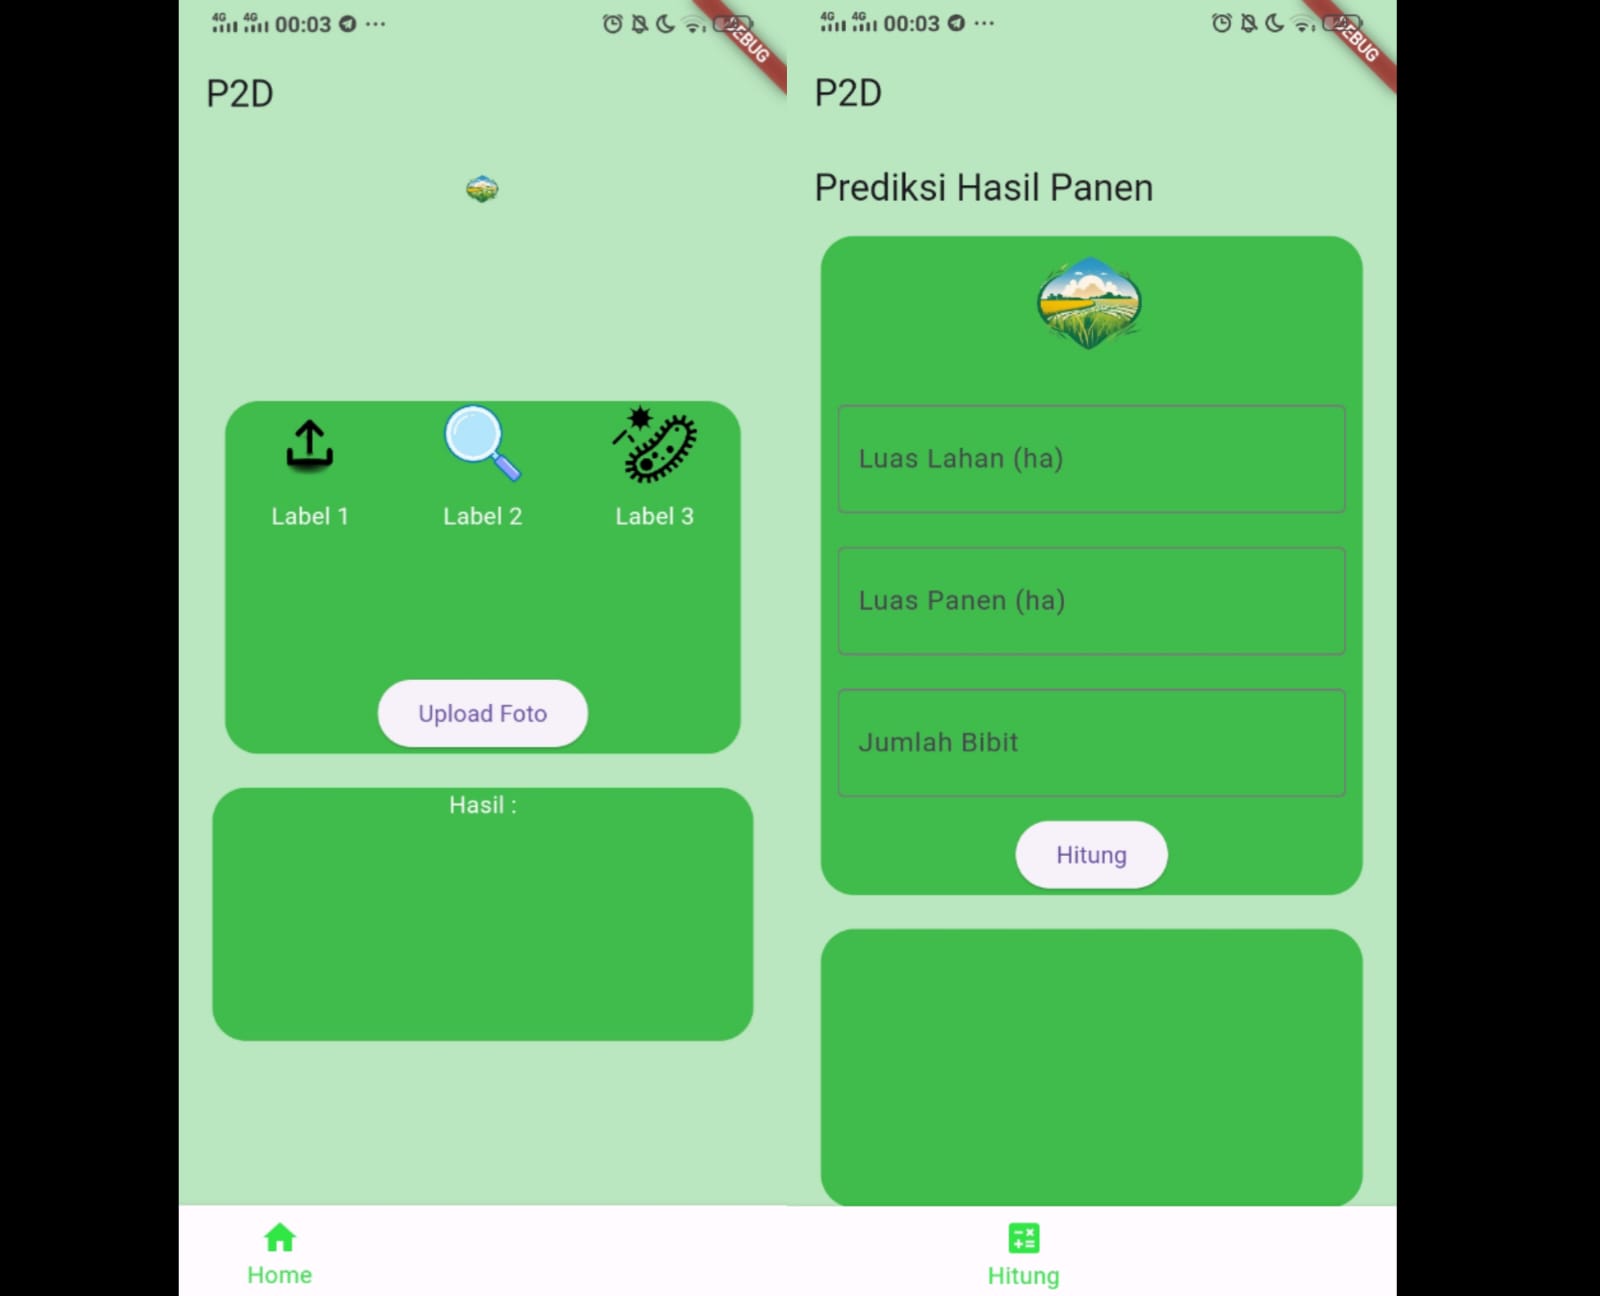 4G 4G 00:03
DEBUG
P2D
Label 1 Label 2 Label 3
Upload Foto
Hasil :
Home
4G 4G 00:03
DEBUG
P2D
Prediksi Hasil Panen
Luas Lahan (ha)
Luas Panen (ha)
Jumlah Bibit
Hitung
Hitung